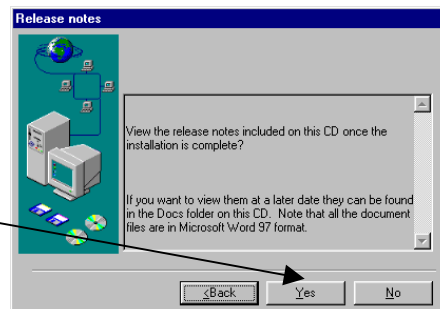 Release notes
View the release notes included on this CD once the
installation is complete?
If you want to view them at a later date they can be found
in the Docs folder on this CD.  Note that all the document
files are in Microsoft Word 97 format.
<Back
Yes
No